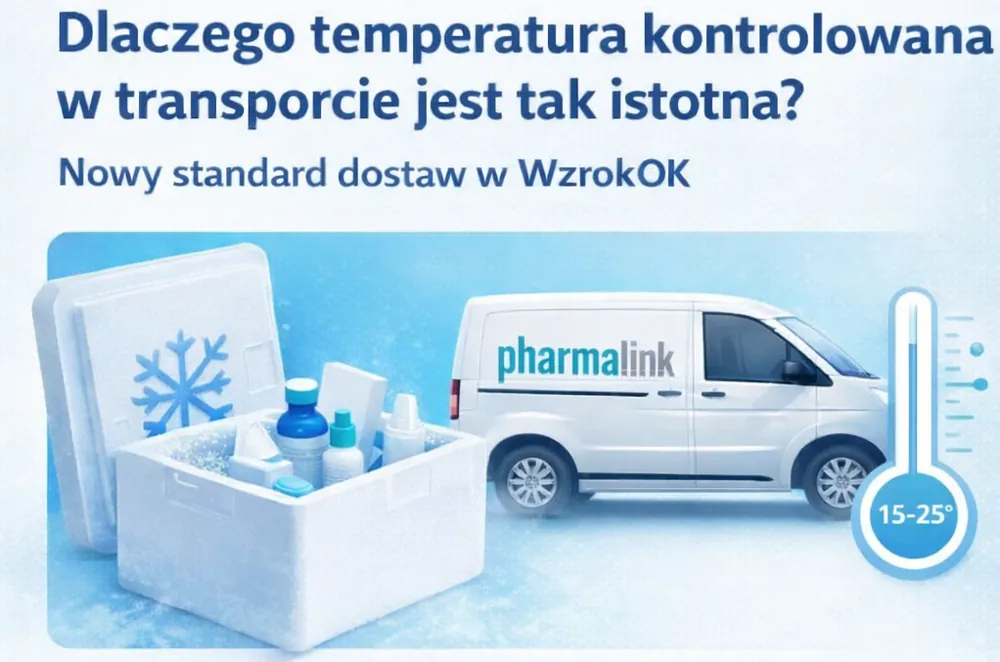 Dlaczego temperatura kontrolowana
w transporcie jest tak istotna?
Nowy standard dostaw w WzrokOK
pharmalink
15-25°